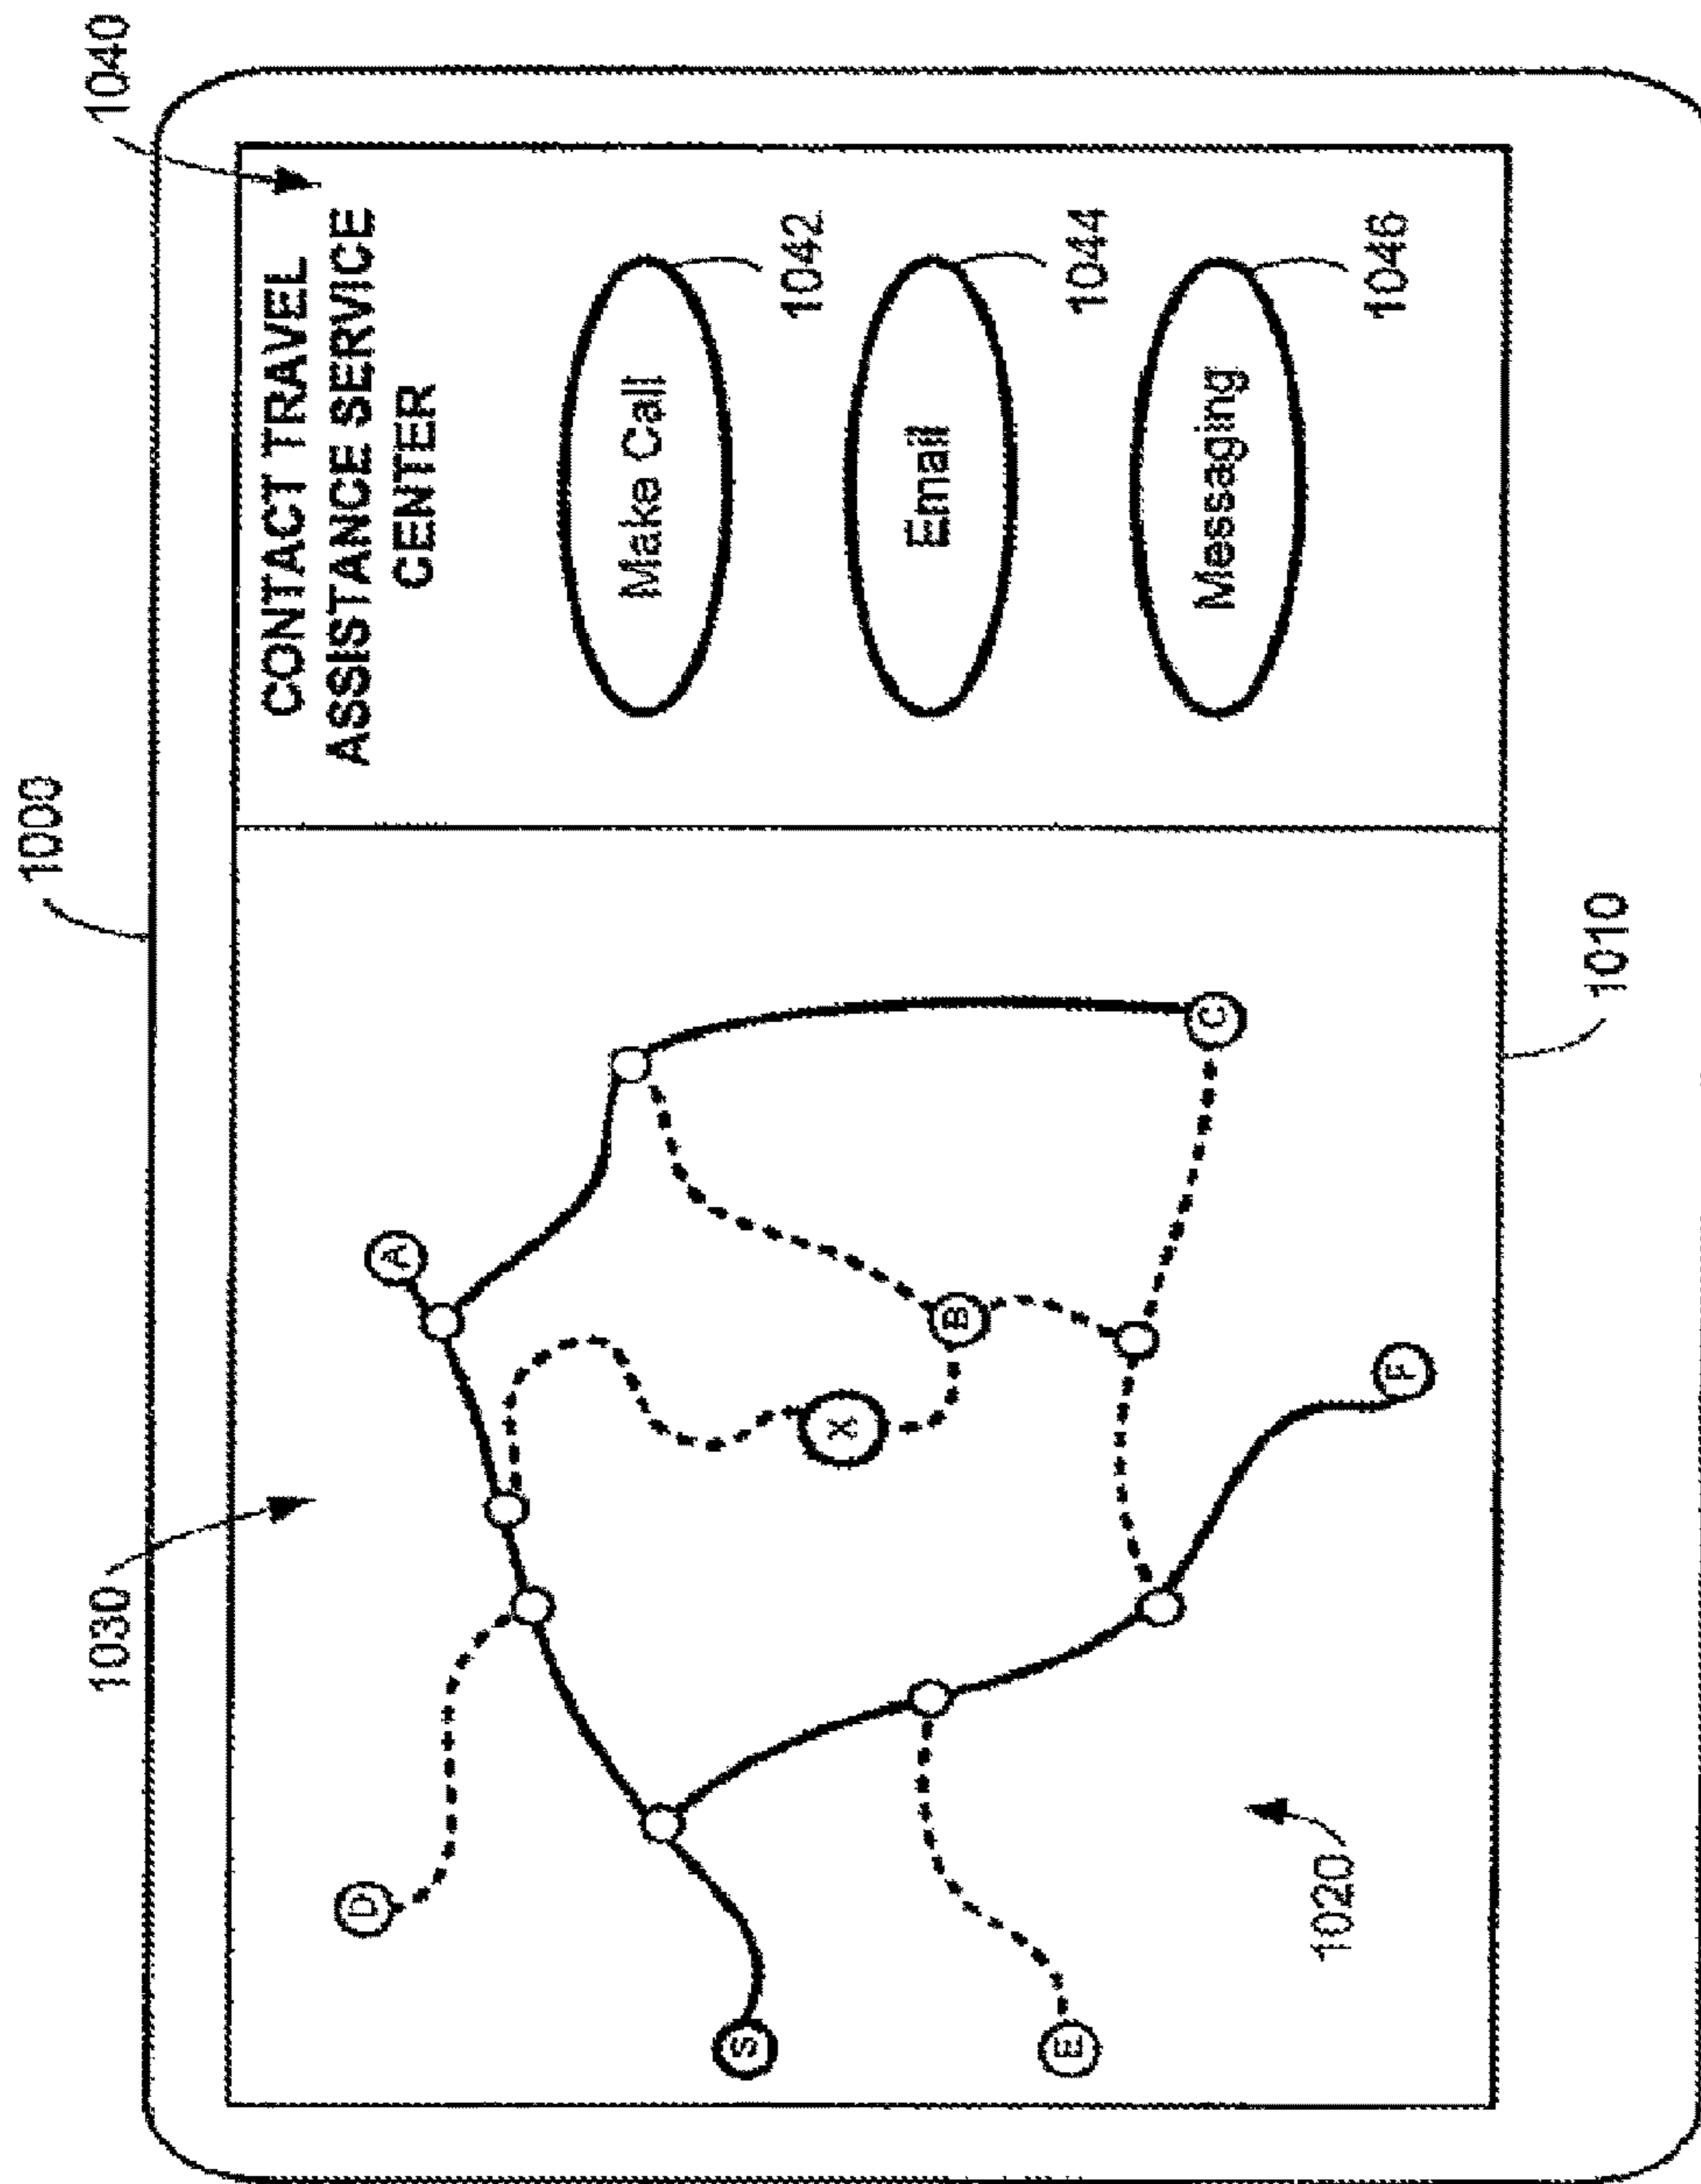 1000
1040
1030
CONTACT TRAVEL
ASSISTANCE SERVICE
CENTER
Make Call
1042
Email
1044
Messaging
1046
D
A
S
X
B
E
C
F
1020
1010